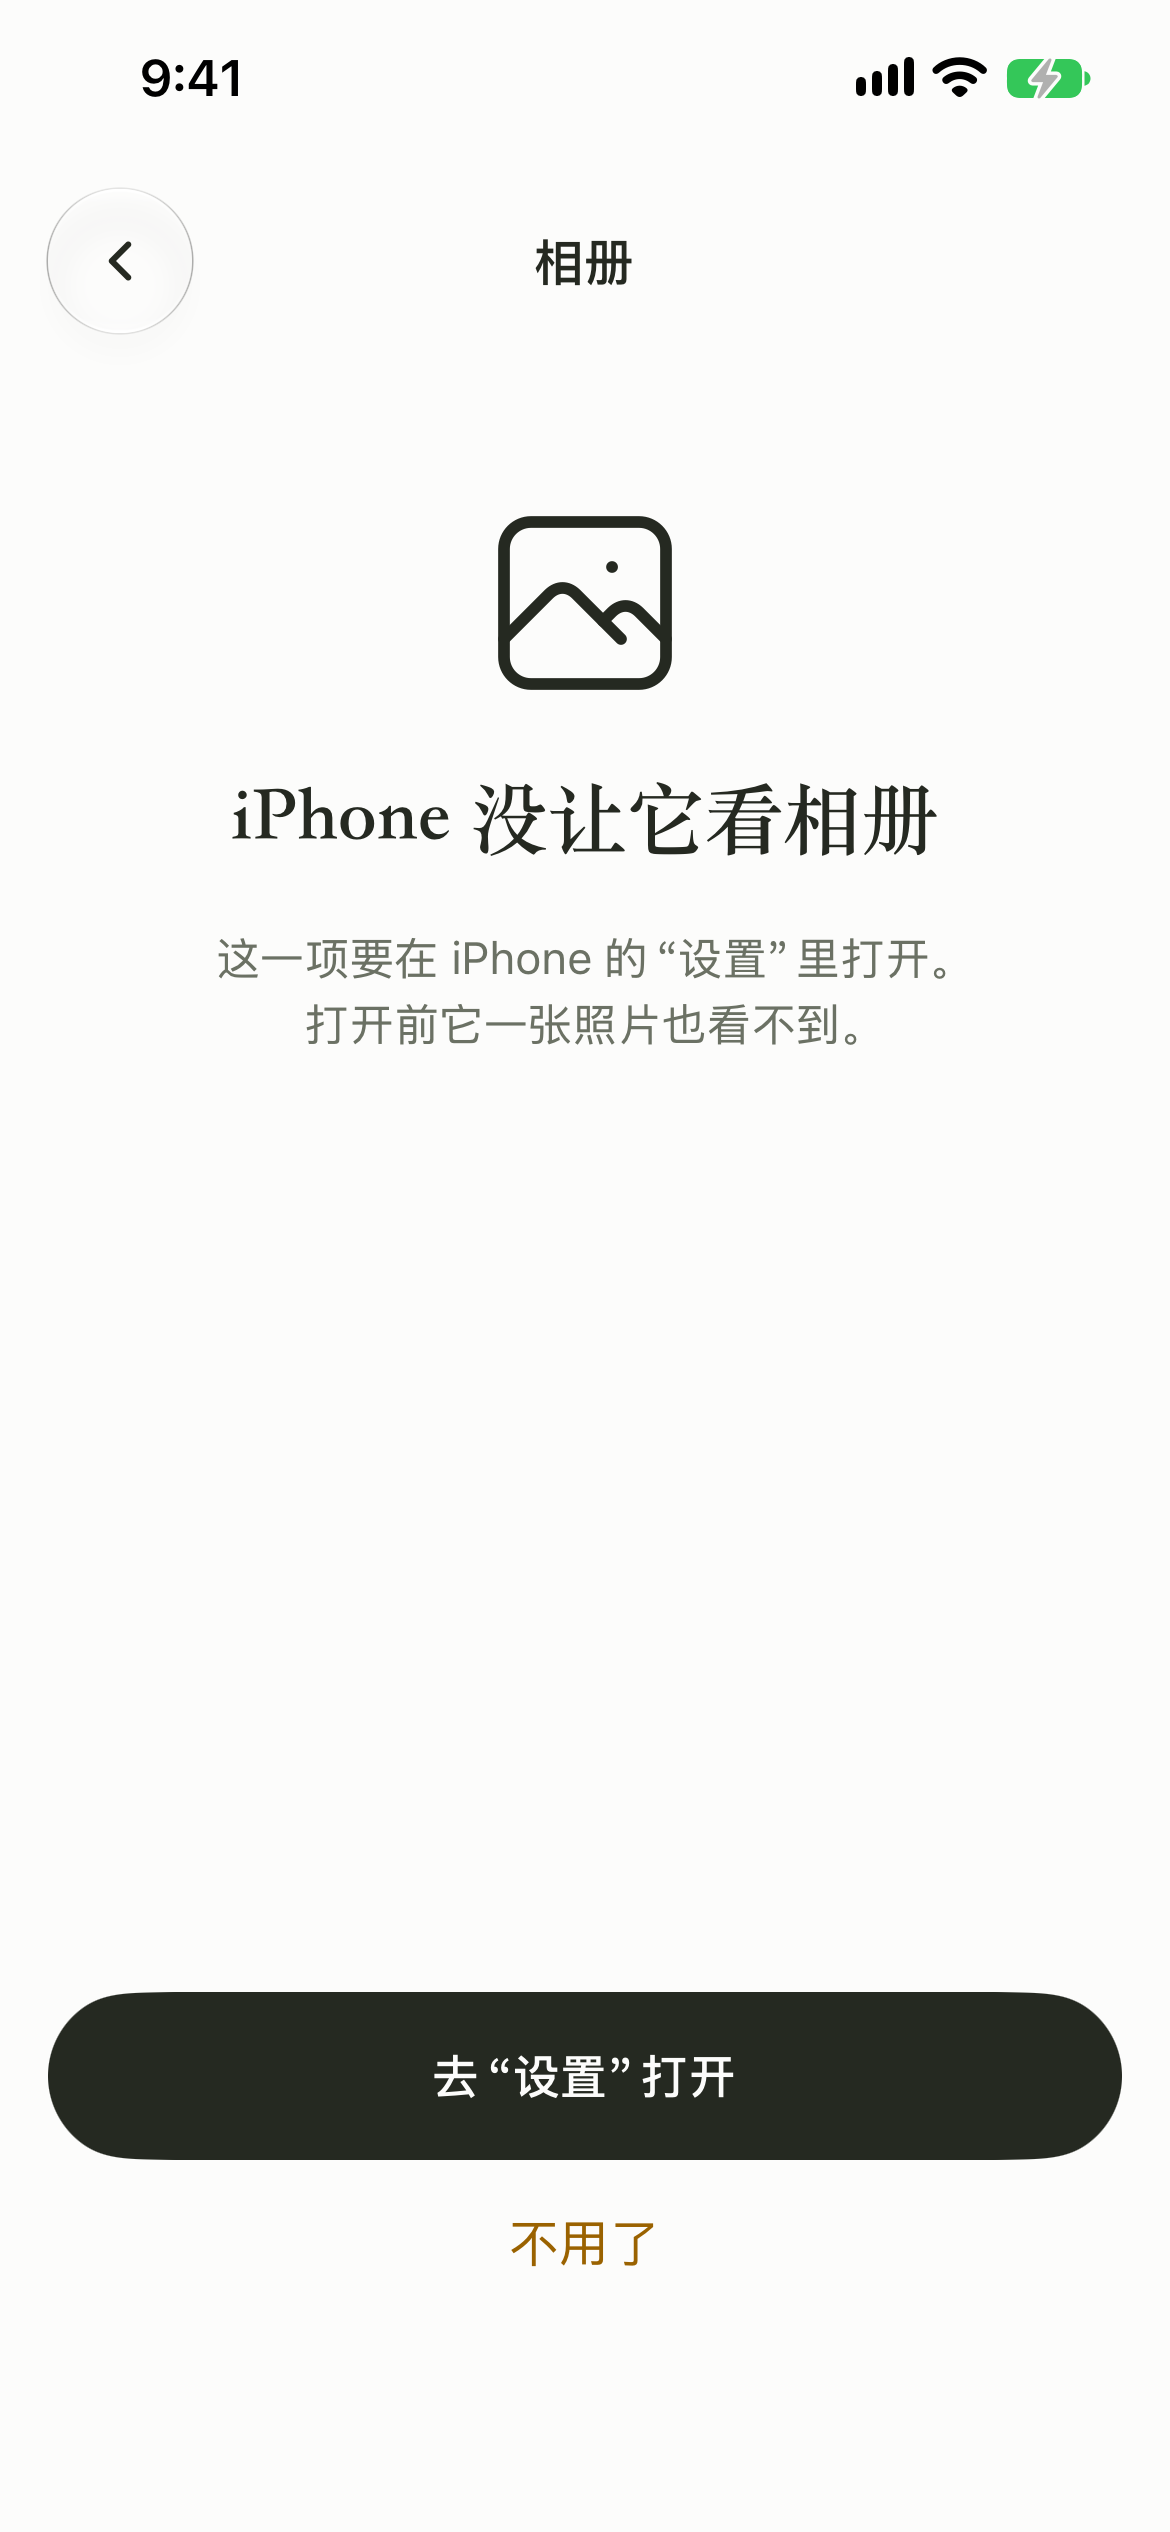 9:41
相册
iPhone 没让它看相册
这一项要在 iPhone 的 “设置” 里打开。
打开前它一张照片也看不到。
去 “设置” 打开
不用了